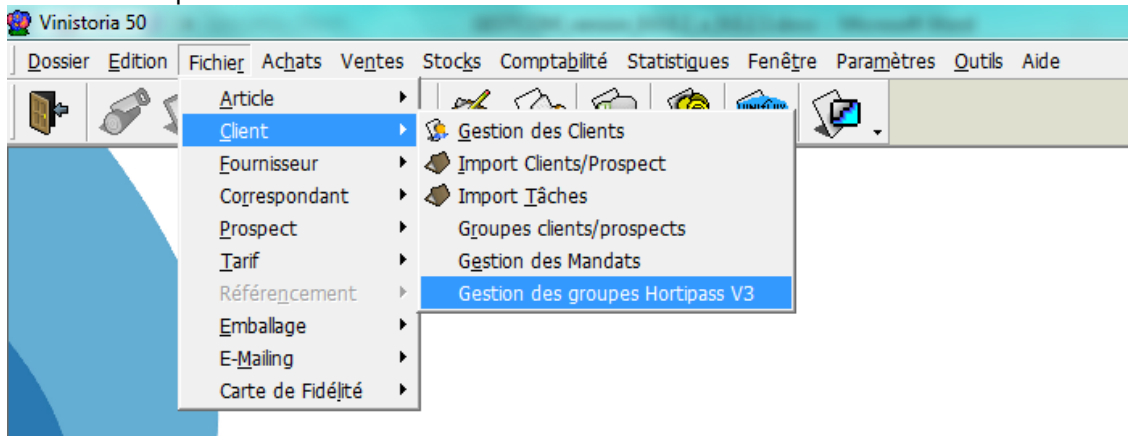 Vinistoria 50
Dossier Edition Fichier Achats Ventes Stocks Comptabilité Statistiques Fenêtre Paramètres Outils Aide
Article
Client
Fournisseur
Correspondant
Prospect
Tarif
Référencement
Emballage
E-Mailing
Carte de Fidélité
Gestion des Clients
Import Clients/Prospect
Import Tâches
Groupes clients/prospects
Gestion des Mandats
Gestion des groupes Hortipass V3